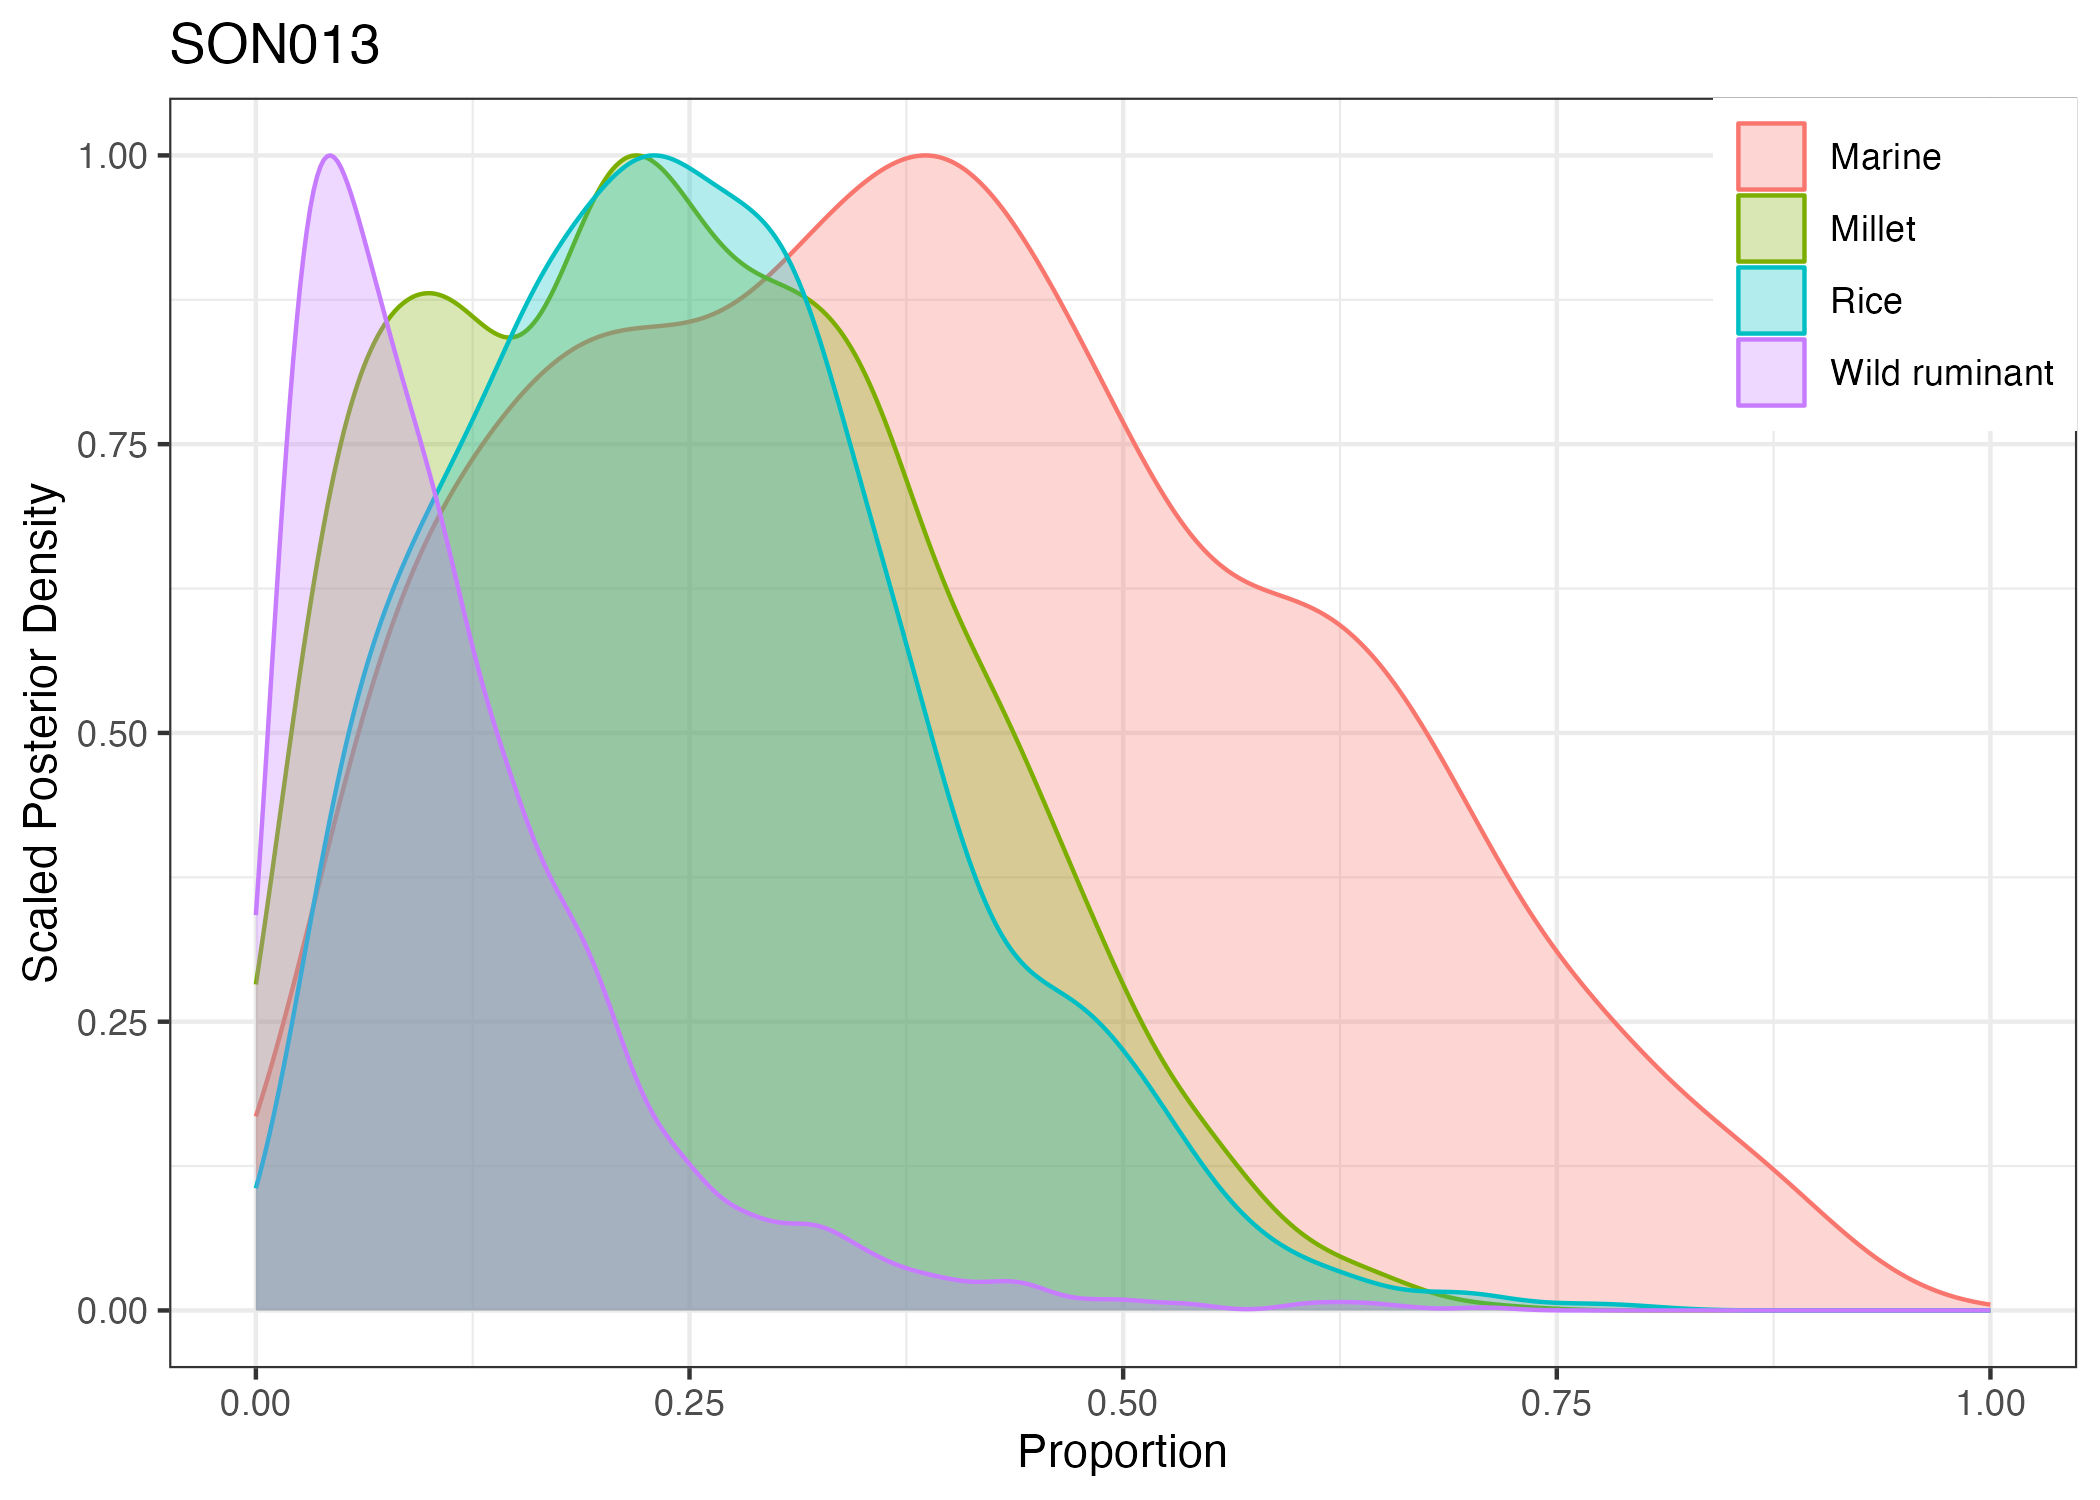 SON013
Marine
Millet
Rice
Wild ruminant
Scaled Posterior Density
1.00
0.75
0.50
0.25
0.00
0.00 0.25 0.50 0.75 1.00
Proportion